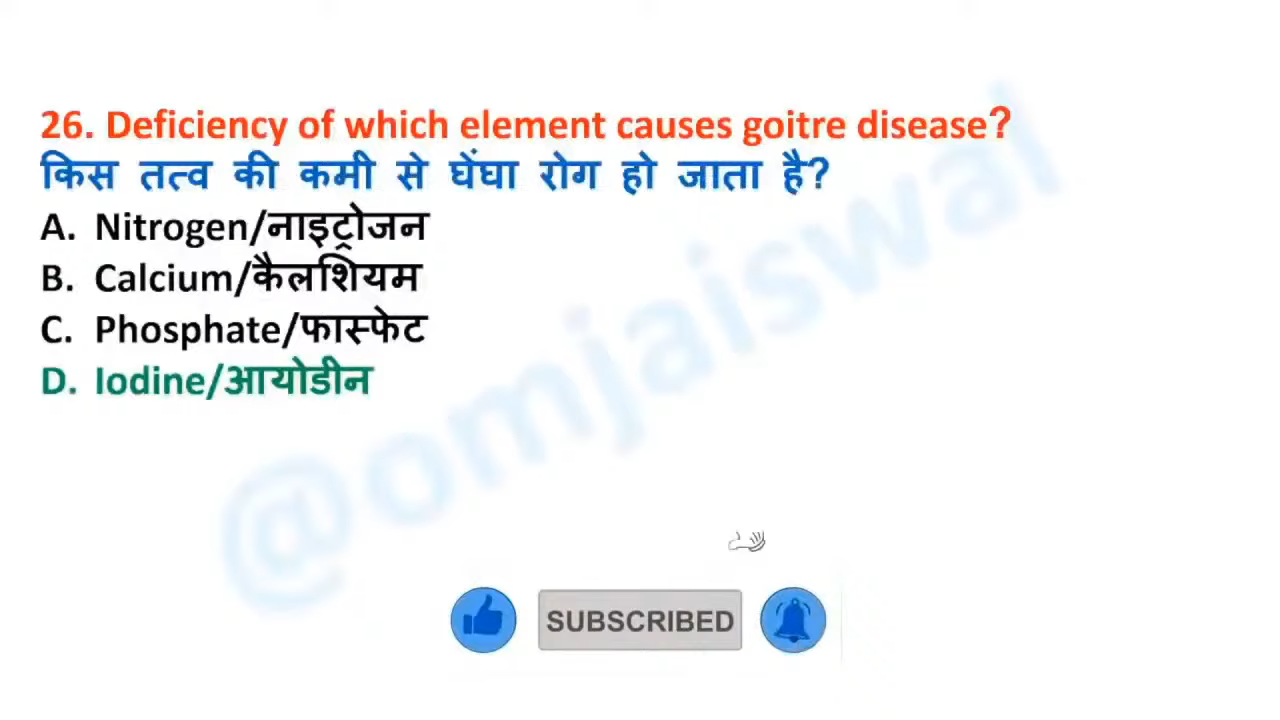 26. Deficiency of which element causes goitre disease?
किस तत्व की कमी से घेंघा रोग हो जाता है?
A. Nitrogen/नाइट्रोजन
B. Calcium/कैलशियम
C. Phosphate/फास्फेट
D. Iodine/आयोडीन
@omjaiswal
SUBSCRIBED